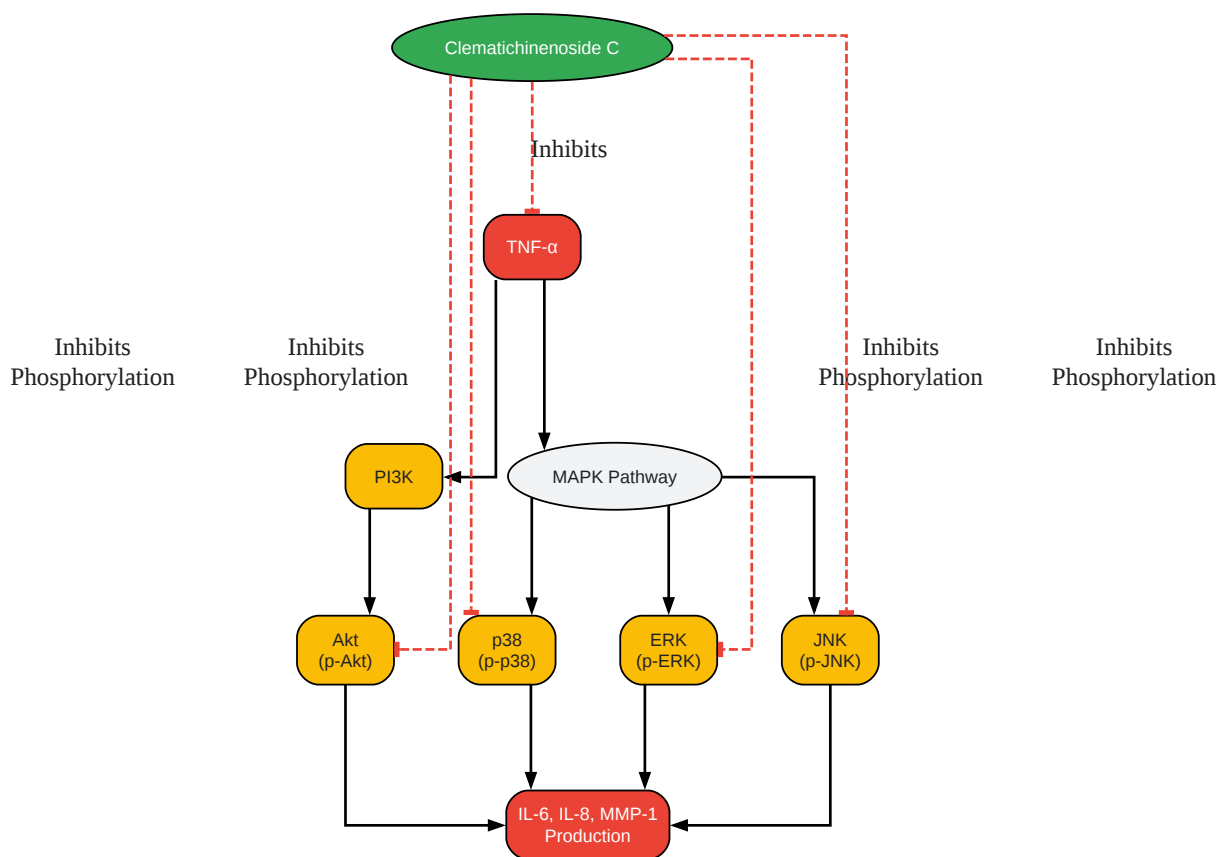 Clematichinenoside C
Inhibits
TNF-α
Inhibits
Phosphorylation
Inhibits
Phosphorylation
Inhibits
Phosphorylation
Inhibits
Phosphorylation
PI3K
MAPK Pathway
Akt
(p-Akt)
p38
(p-p38)
ERK
(p-ERK)
JNK
(p-JNK)
IL-6, IL-8, MMP-1
Production